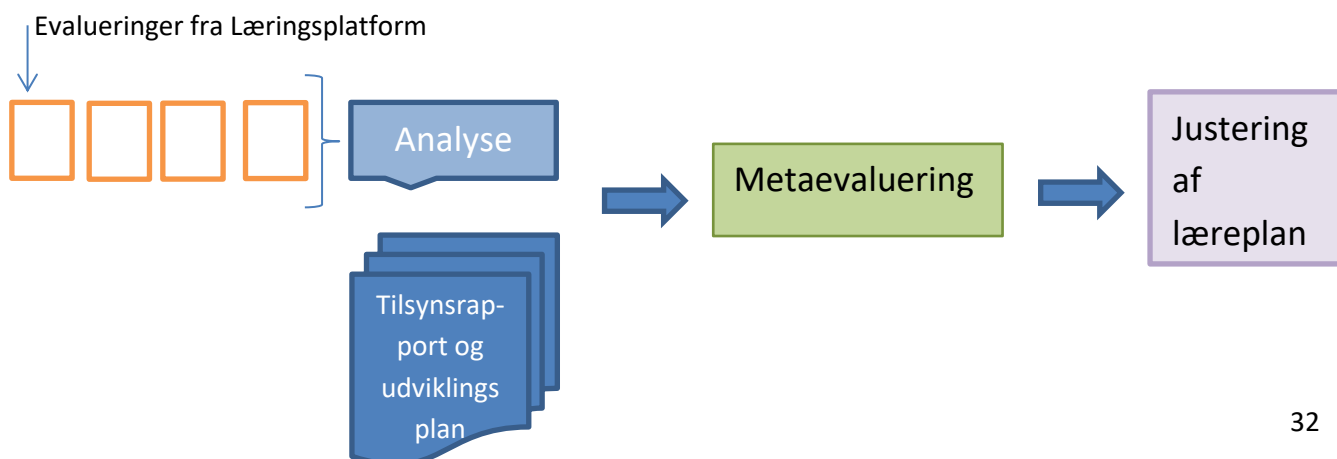 Evalueringer fra Læringsplatform
Analyse
Tilsynsrap-
port og
udviklings
plan
Metaevaluering
Justering
af
læreplan
32